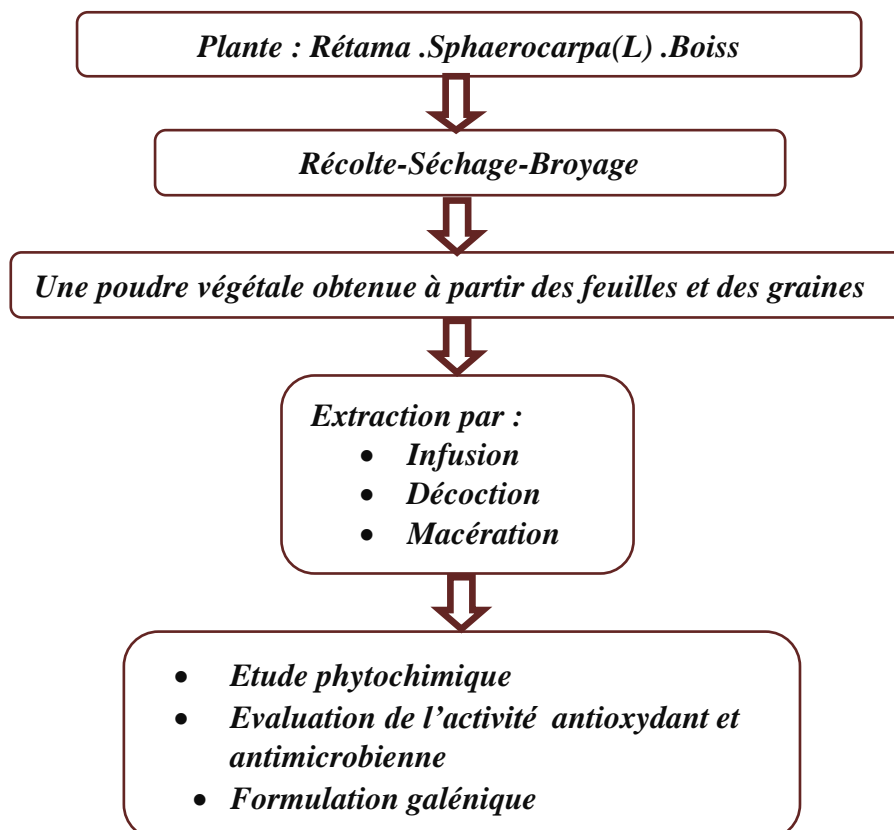 Plante : Rétama .Sphaerocarpa(L) .Boiss
Récolte-Séchage-Broyage
Une poudre végétale obtenue à partir des feuilles et des graines
Extraction par :
• Infusion
• Décoction
• Macération
• Etude phytochimique
• Evaluation de l’activité antioxydant et
antimicrobienne
• Formulation galénique